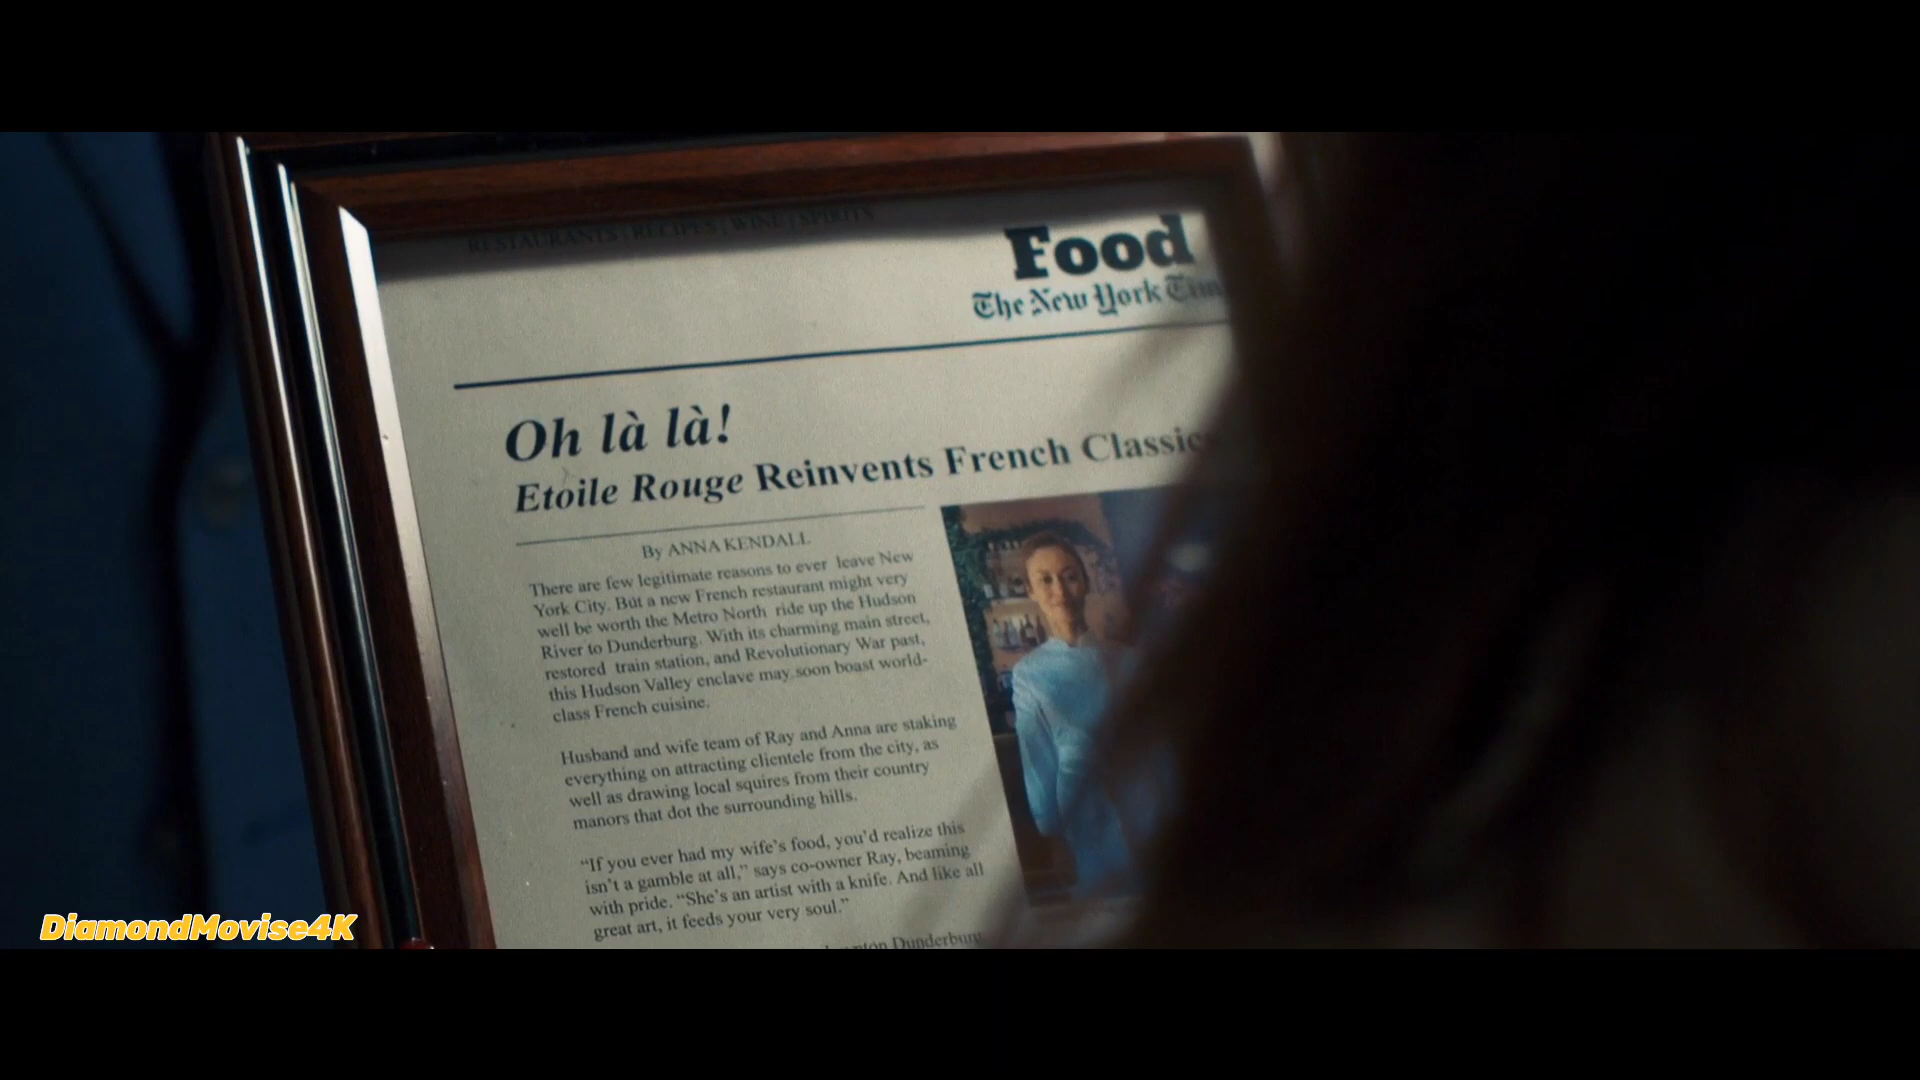 RESTAURANTS | RECIPES | WINE | SPIRITS
Food
The New York Tim
Oh là là!
Etoile Rouge Reinvents French Classic
By ANNA KENDALL
There are few legitimate reasons to ever leave New
York City. But a new French restaurant might very
well be worth the Metro North ride up the Hudson
River to Dunderburg. With its charming main street,
restored train station, and Revolutionary War past,
this Hudson Valley enclave may soon boast world-
class French cuisine.
Husband and wife team of Ray and Anna are staking
everything on attracting clientele from the city, as
well as drawing local squires from their country
manors that dot the surrounding hills.
“If you ever had my wife’s food, you’d realize this
isn’t a gamble at all,” says co-owner Ray, beaming
with pride. “She’s an artist with a knife. And like all
great art, it feeds your very soul.”
Dunderburg
DiamondMovise4K